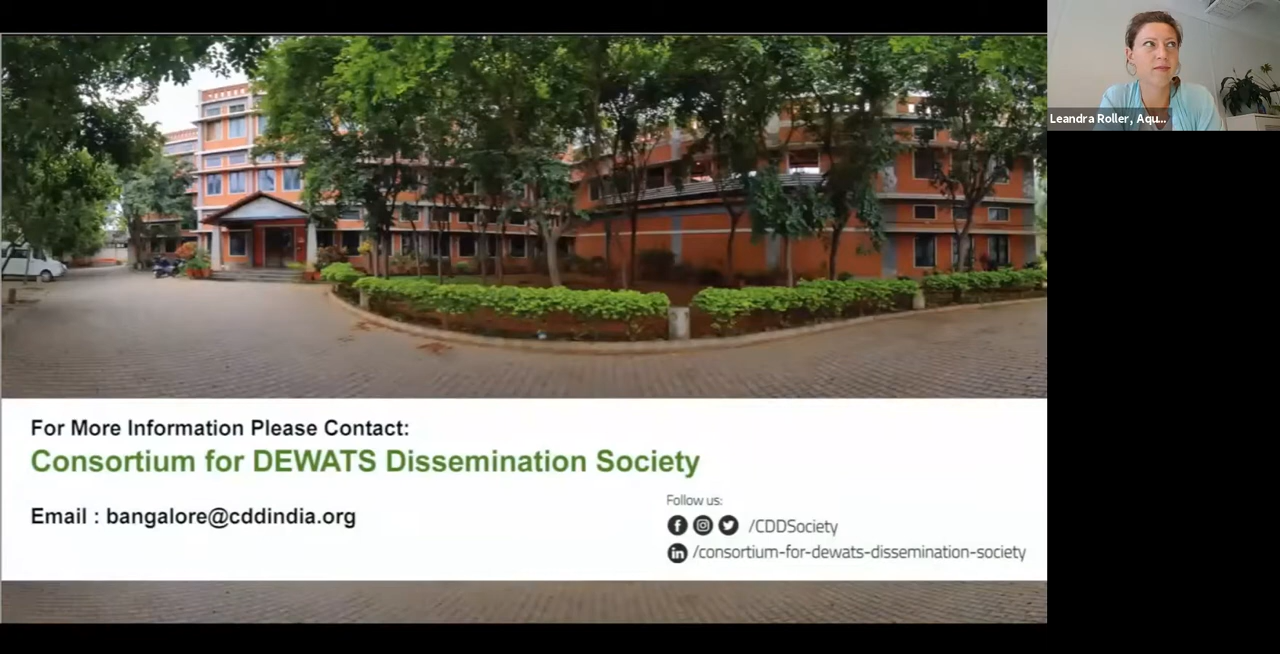 Leandra Roller, Aqu...
For More Information Please Contact:
Consortium for DEWATS Dissemination Society
Email : bangalore@cddindia.org
Follow us:
/CDDSociety
/consortium-for-dewats-dissemination-society